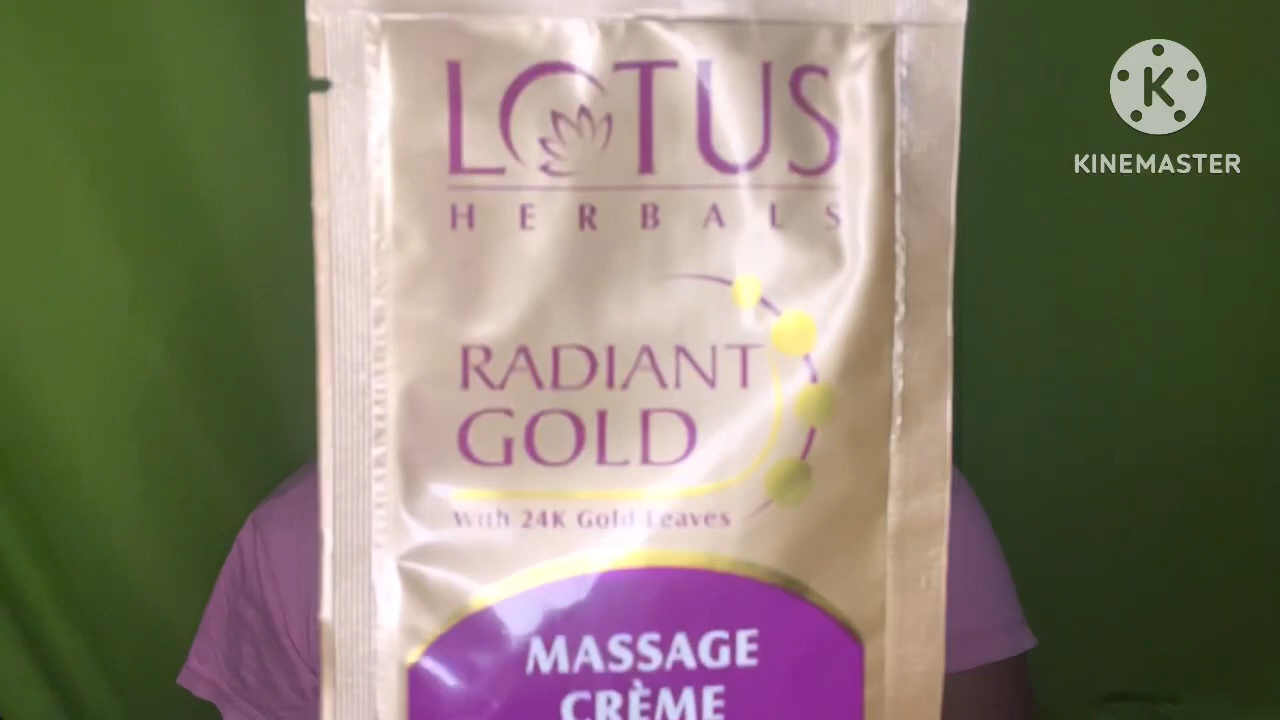 LOTUS
HERBALS
RADIANT
GOLD
With 24K Gold Leaves
MASSAGE
CRÈME
K
KINEMASTER